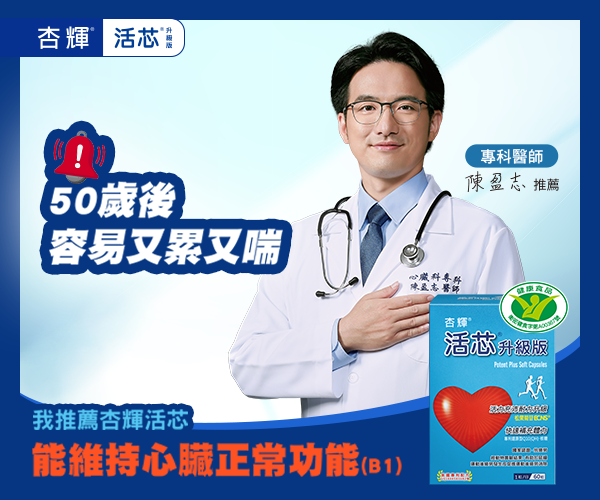 杏輝® 活芯® 升級版
50歲後
容易又累又喘
專科醫師
陳盈志 推薦
心臟科專科
陳盈志醫師
健康食品
杏輝®
活芯®升級版
Potent Plus Soft Capsules
60粒
我推薦杏輝活芯
能維持心臟正常功能(B1)